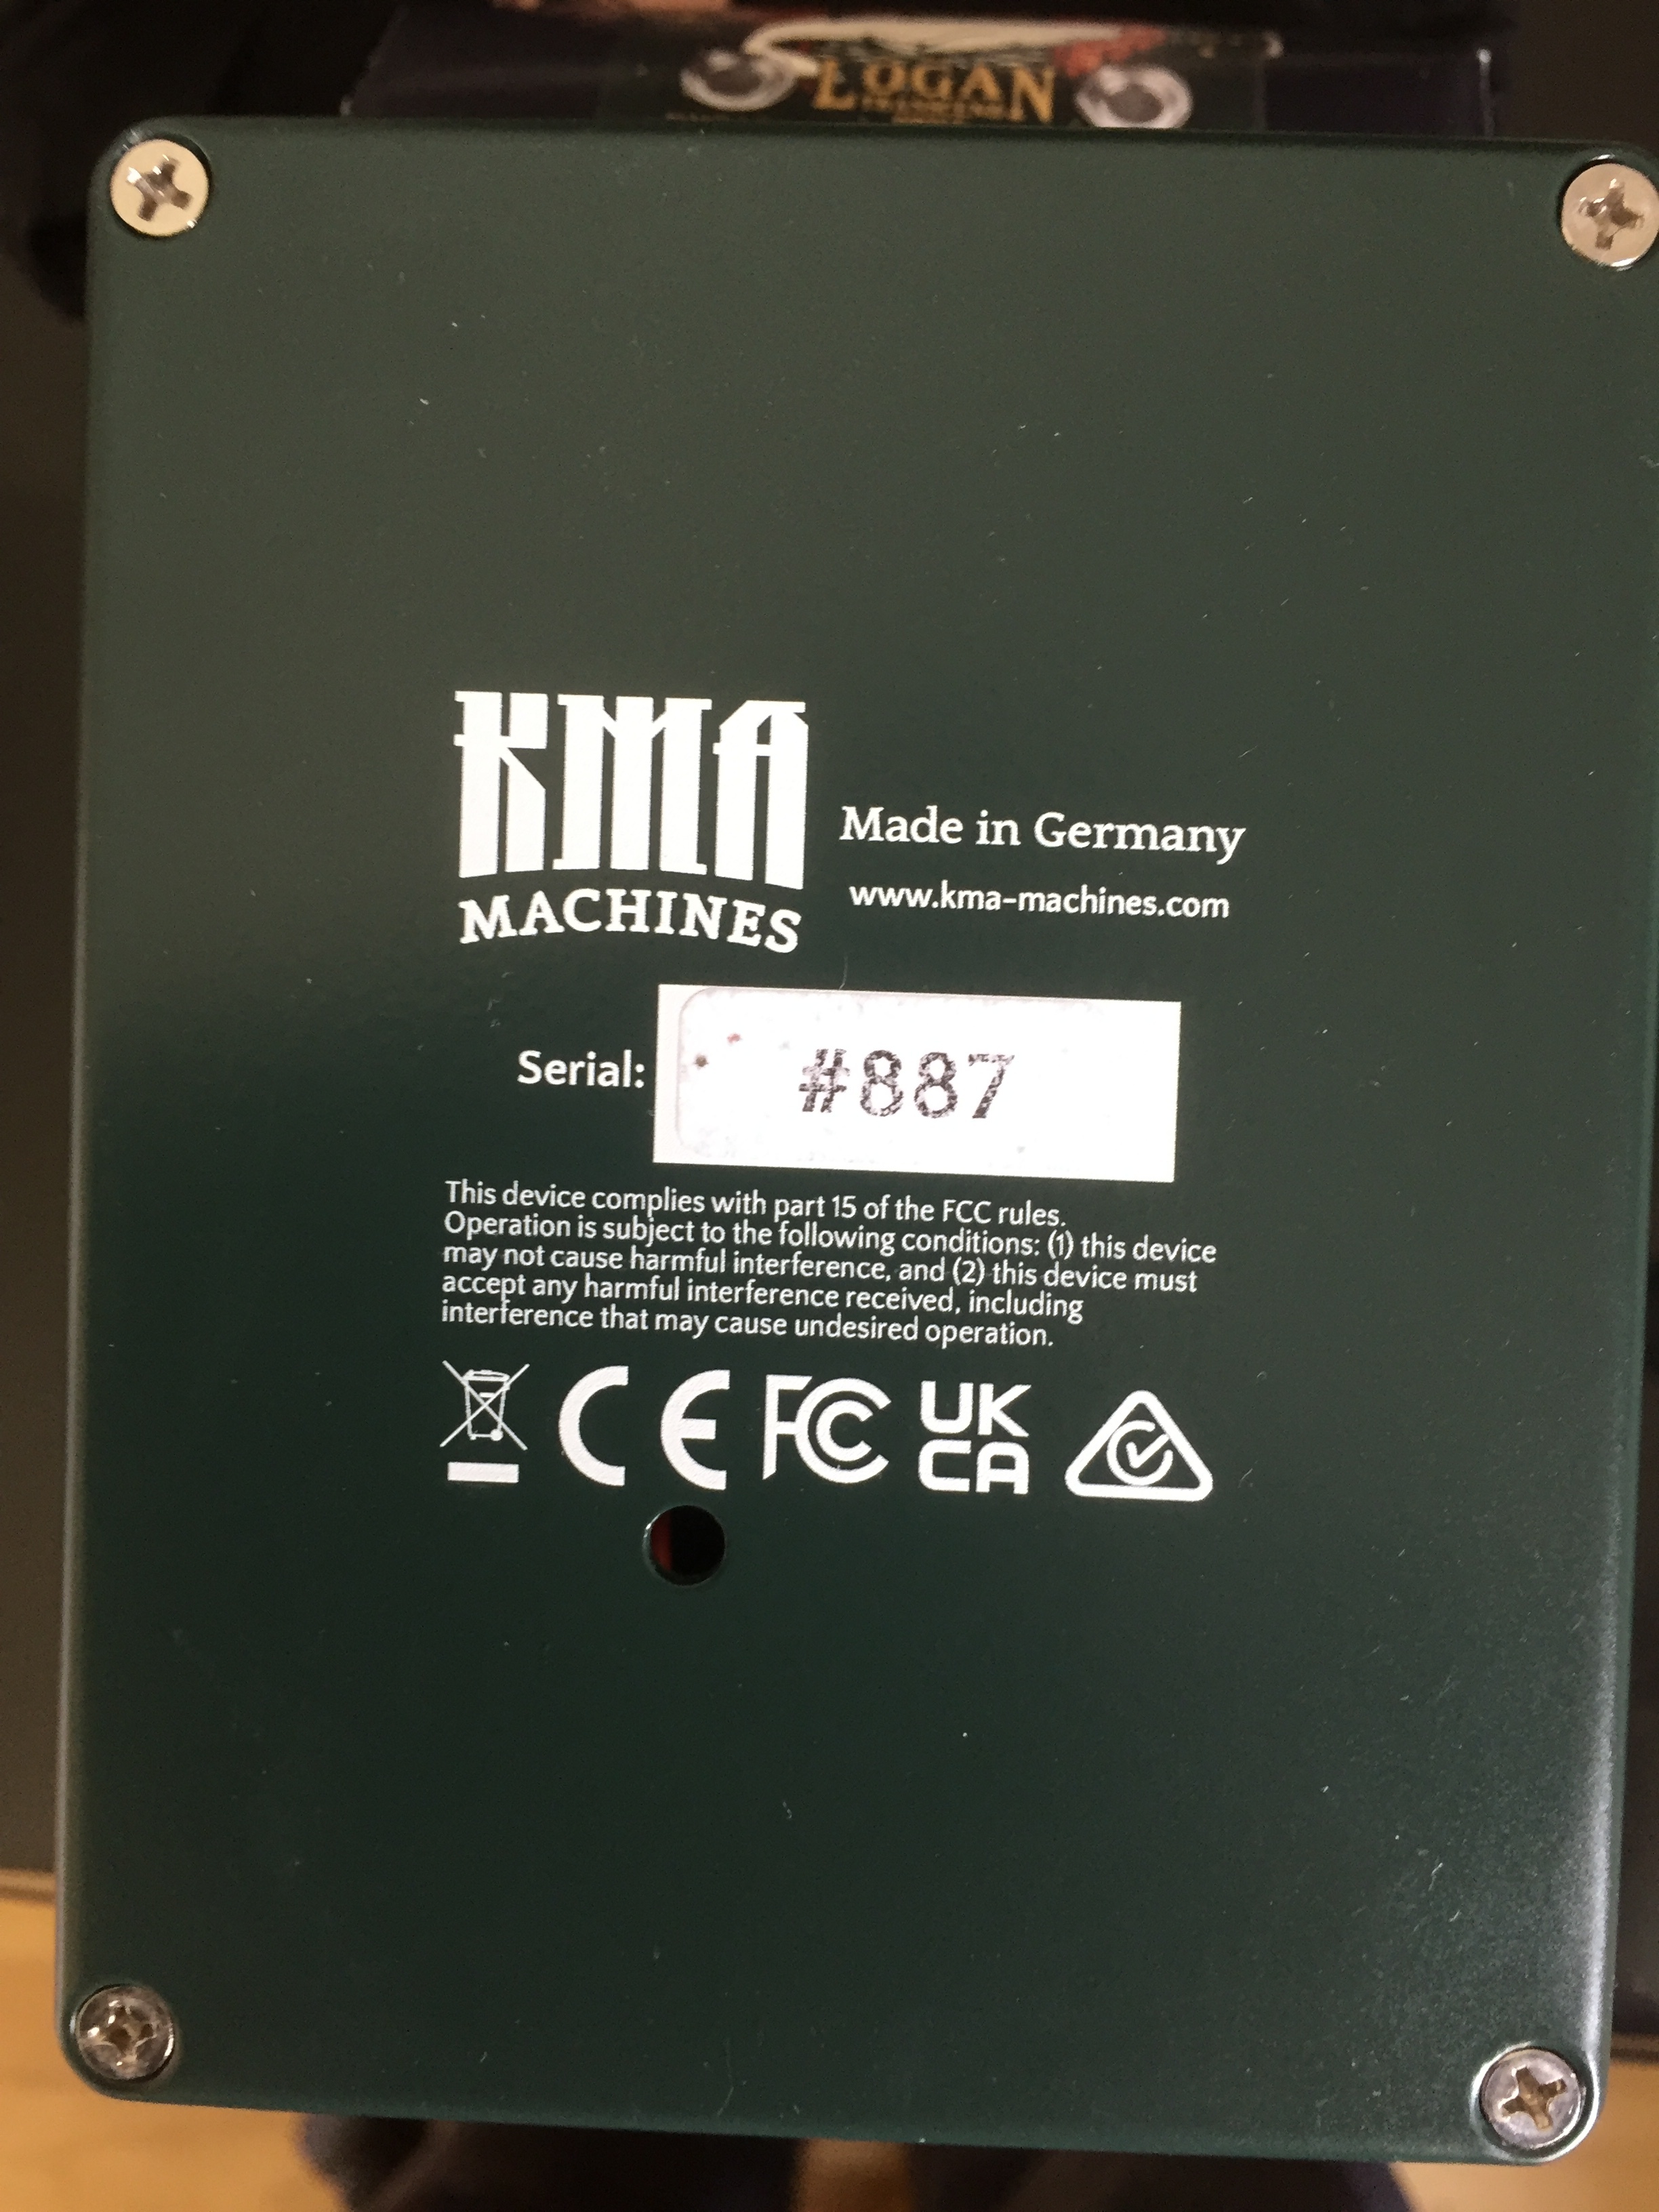 LOGAN
KMA
MACHINES
Made in Germany
www.kma-machines.com
Serial: #887
This device complies with part 15 of the FCC rules.
Operation is subject to the following conditions: (1) this device
may not cause harmful interference, and (2) this device must
accept any harmful interference received, including
interference that may cause undesired operation.
CE FC UK
CA